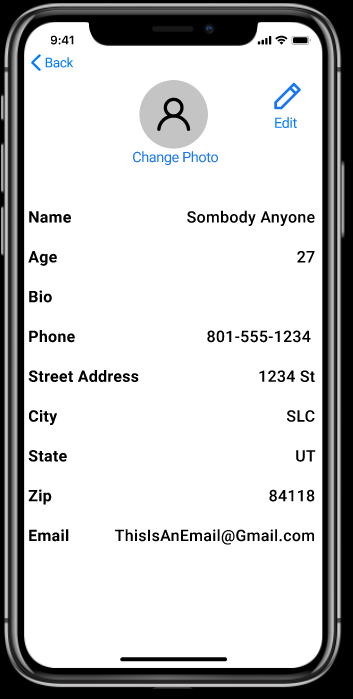 9:41
Back
Edit
Change Photo
Name Sombody Anyone
Age 27
Bio
Phone 801-555-1234
Street Address 1234 St
City SLC
State UT
Zip 84118
Email ThisIsAnEmail@Gmail.com